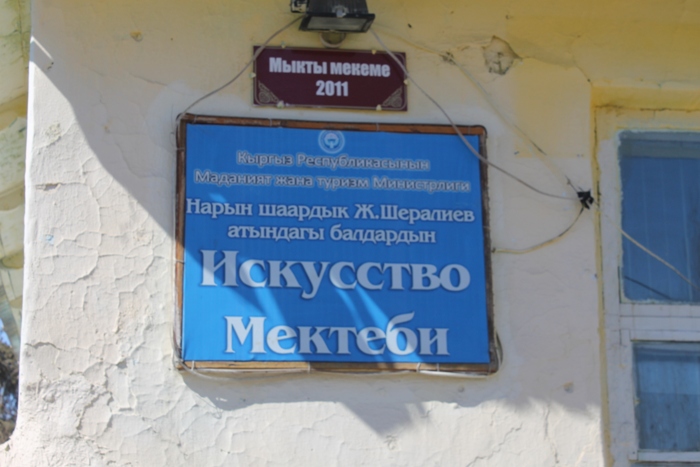 Мыкты мекеме
2011
Кыргыз Республикасынын
Маданият жана туризм Министрлиги
Нарын шаардык Ж.Шералиев
атындагы балдардын
Искусство
Мектеби